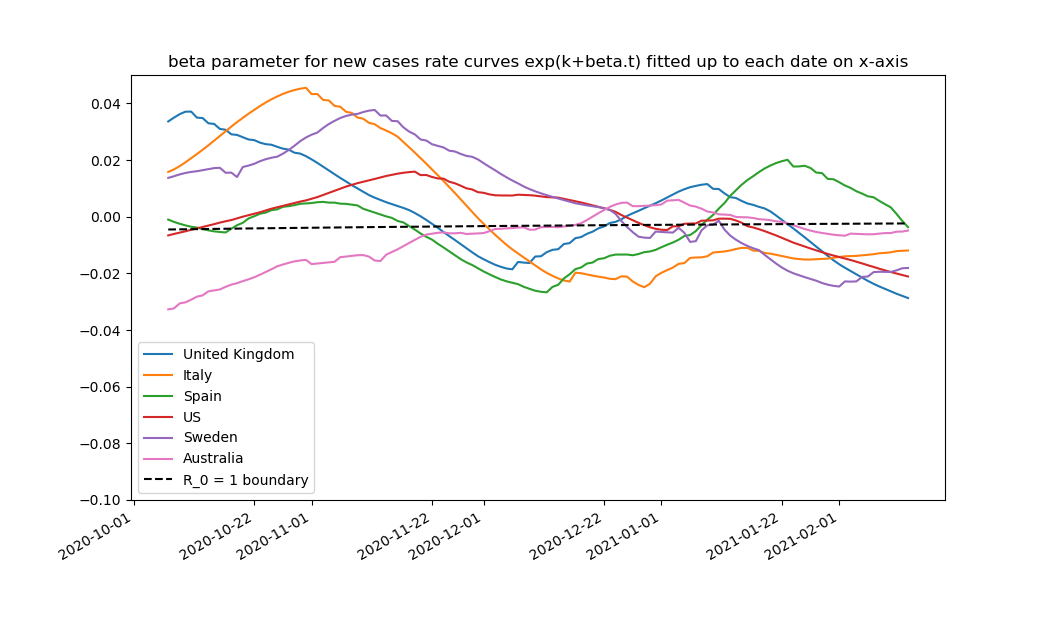 beta parameter for new cases rate curves exp(k+beta.t) fitted up to each date on x-axis
0.04
0.02
0.00
−0.02
−0.04
−0.06
−0.08
−0.10
United Kingdom
Italy
Spain
US
Sweden
Australia
R_0 = 1 boundary
2020-10-01
2020-10-22
2020-11-01
2020-11-22
2020-12-01
2020-12-22
2021-01-01
2021-01-22
2021-02-01